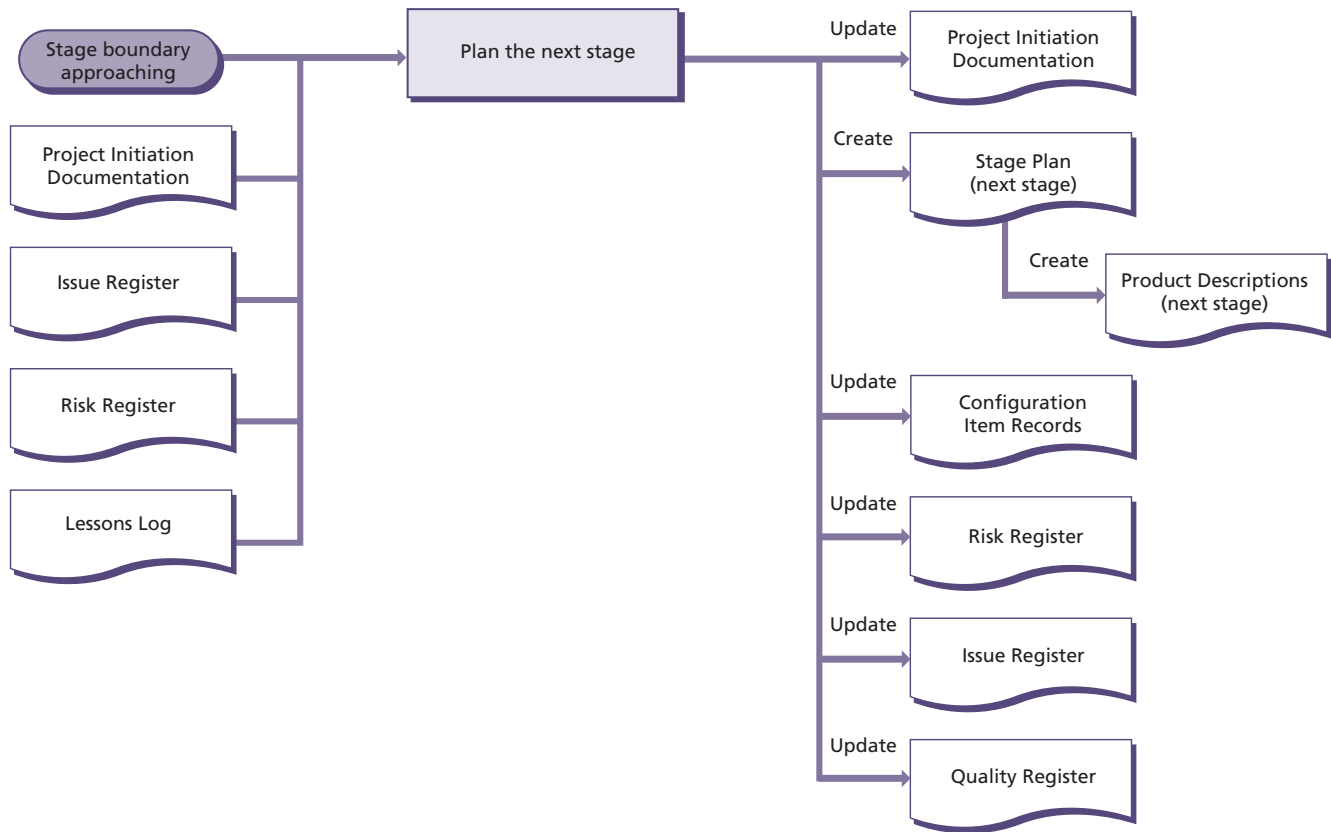 Stage boundary
approaching
Project Initiation
Documentation
Issue Register
Risk Register
Lessons Log
Plan the next stage
Update
Project Initiation
Documentation
Create
Stage Plan
(next stage)
Create
Product Descriptions
(next stage)
Update
Configuration
Item Records
Update
Risk Register
Update
Issue Register
Update
Quality Register